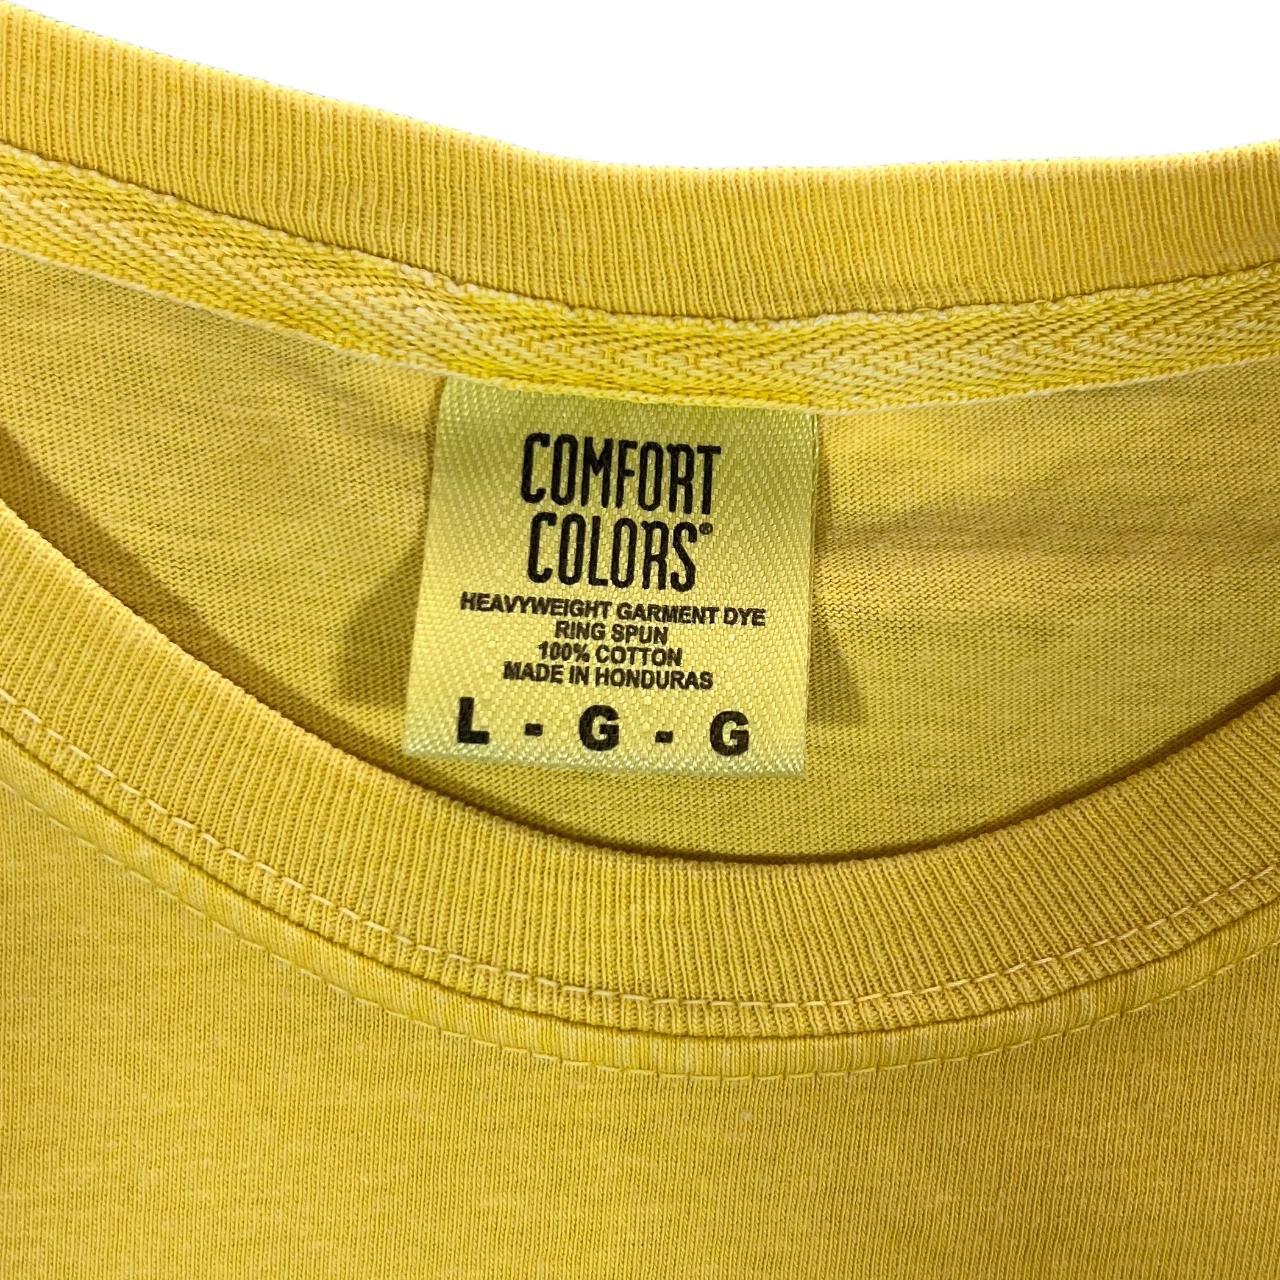 COMFORT
COLORS®
HEAVYWEIGHT GARMENT DYE
RING SPUN
100% COTTON
MADE IN HONDURAS
L - G - G